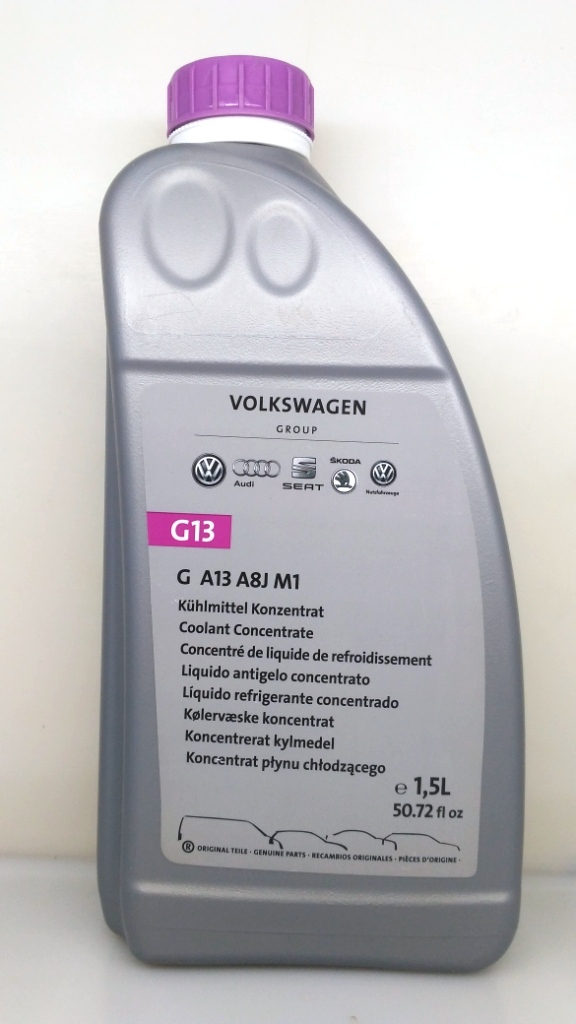 VOLKSWAGEN
GROUP
Audi
SEAT
ŠKODA
Nutzfahrzeuge
G13
G A13 A8J M1
Kühlmittel Konzentrat
Coolant Concentrate
Concentré de liquide de refroidissement
Liquido antigelo concentrato
Líquido refrigerante concentrado
Kølervæske koncentrat
Koncentrerat kylmedel
Koncentrat płynu chłodzącego
℮ 1,5L
50.72 fl oz
® ORIGINAL TEILE · GENUINE PARTS · RECAMBIOS ORIGINALES · PIÈCES D'ORIGINE ·